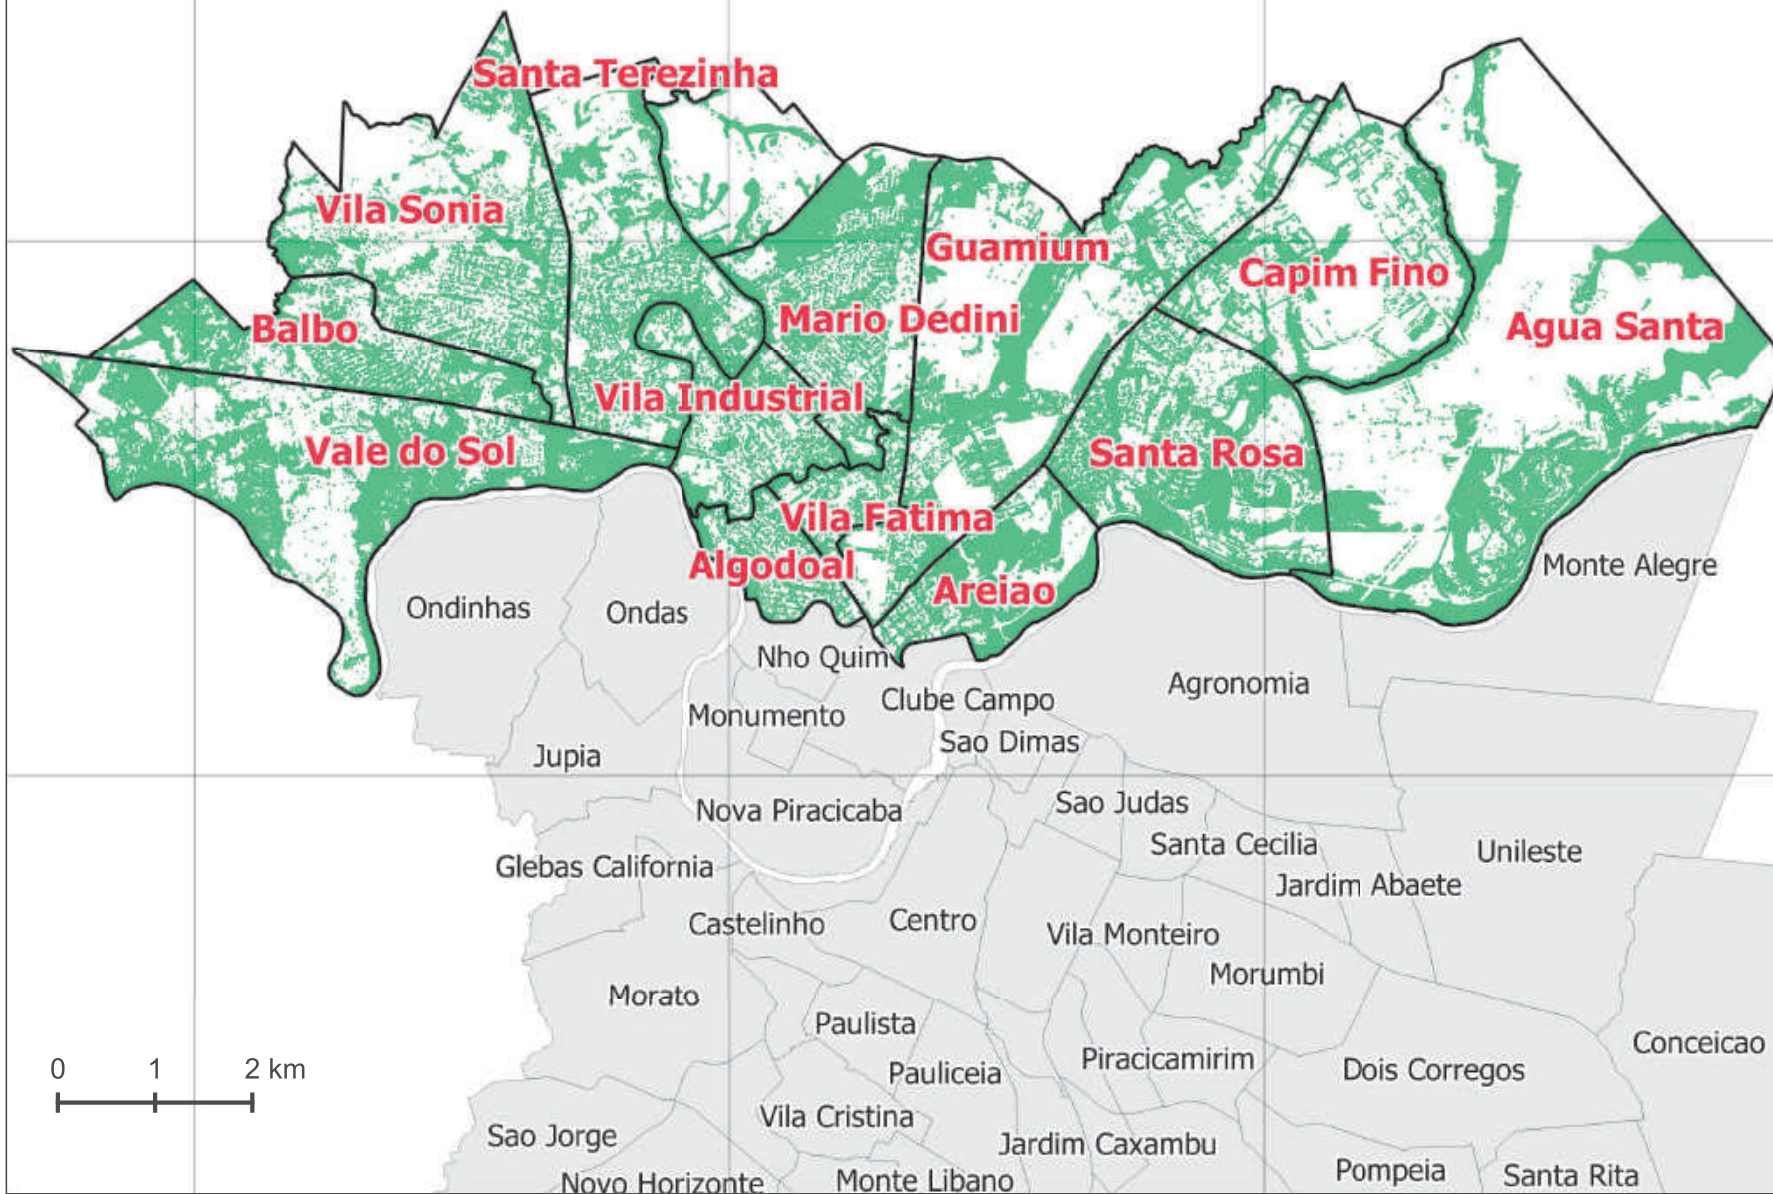 Santa Terezinha
Vila Sonia
Guamium
Capim Fino
Balbo
Mario Dedini
Agua Santa
Vila Industrial
Vale do Sol
Santa Rosa
Vila Fatima
Algodoal
Areiao
Monte Alegre
Ondinhas
Ondas
Nho Quim
Agronomia
Clube Campo
Monumento
Sao Dimas
Jupia
Nova Piracicaba
Sao Judas
Santa Cecilia
Unileste
Glebas California
Jardim Abaete
Castelinho
Centro
Vila Monteiro
Morumbi
Morato
Paulista
Conceicao
Piracicamirim
Dois Corregos
Pauliceia
0 1 2 km
Vila Cristina
Sao Jorge
Jardim Caxambu
Pompeia
Santa Rita
Novo Horizonte
Monte Libano